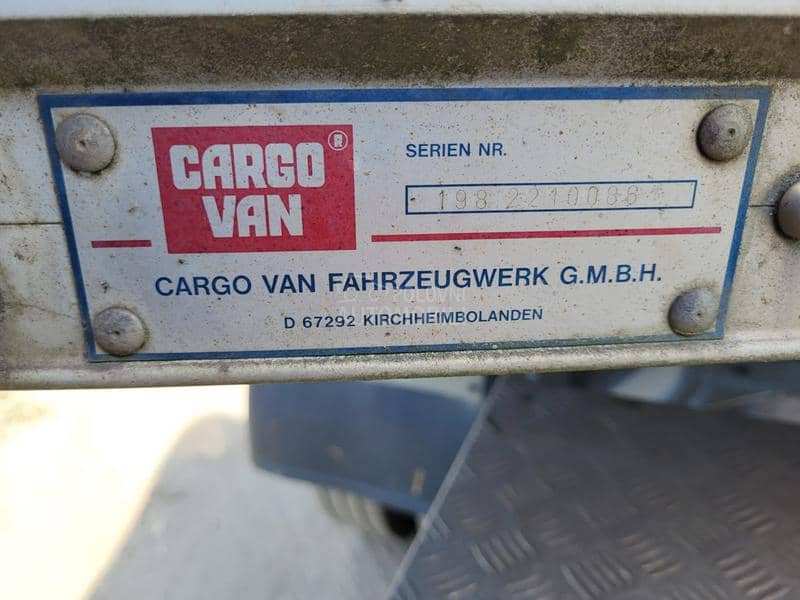 CARGO®
VAN
SERIEN NR.
198 2210086
CARGO VAN FAHRZEUGWERK G.M.B.H.
D 67292 KIRCHHEIMBOLANDEN